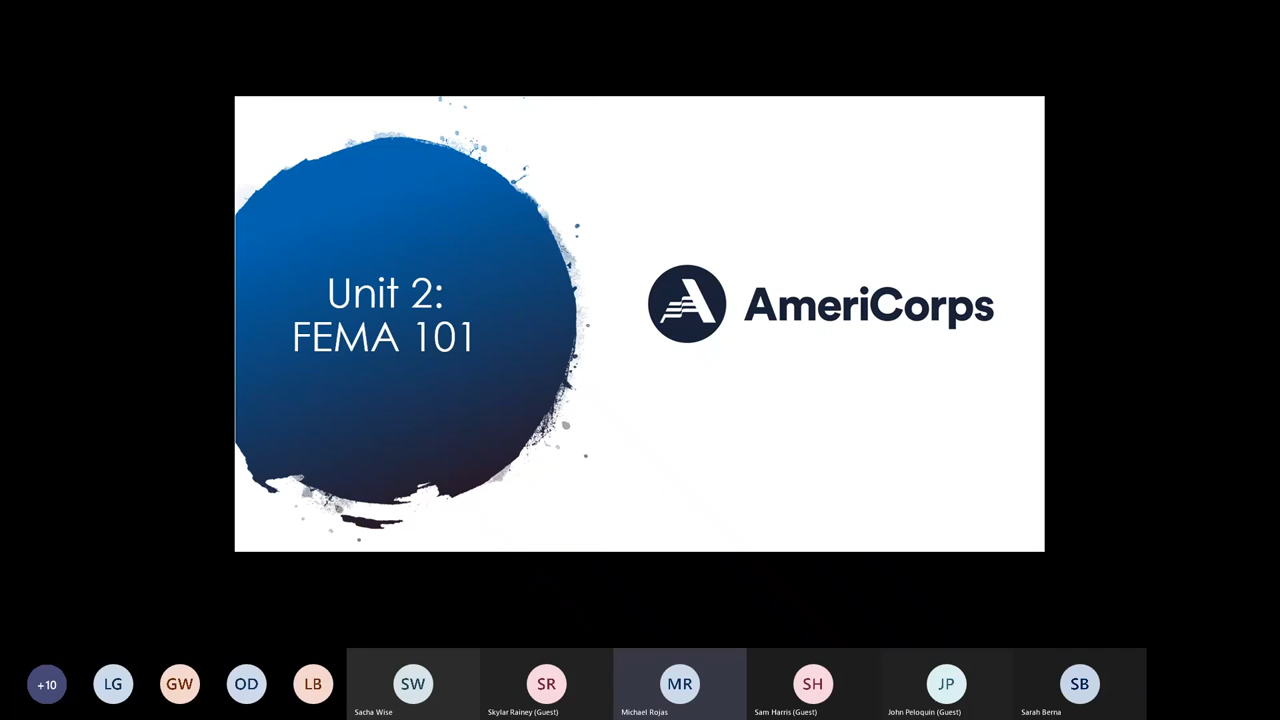 Unit 2:
FEMA 101
AmeriCorps
+10
LG
GW
OD
LB
SW
SR
MR
SH
JP
SB
Sacha Wise
Skylar Rainey (Guest)
Michael Rojas
Sam Harris (Guest)
John Peloquin (Guest)
Sarah Berna